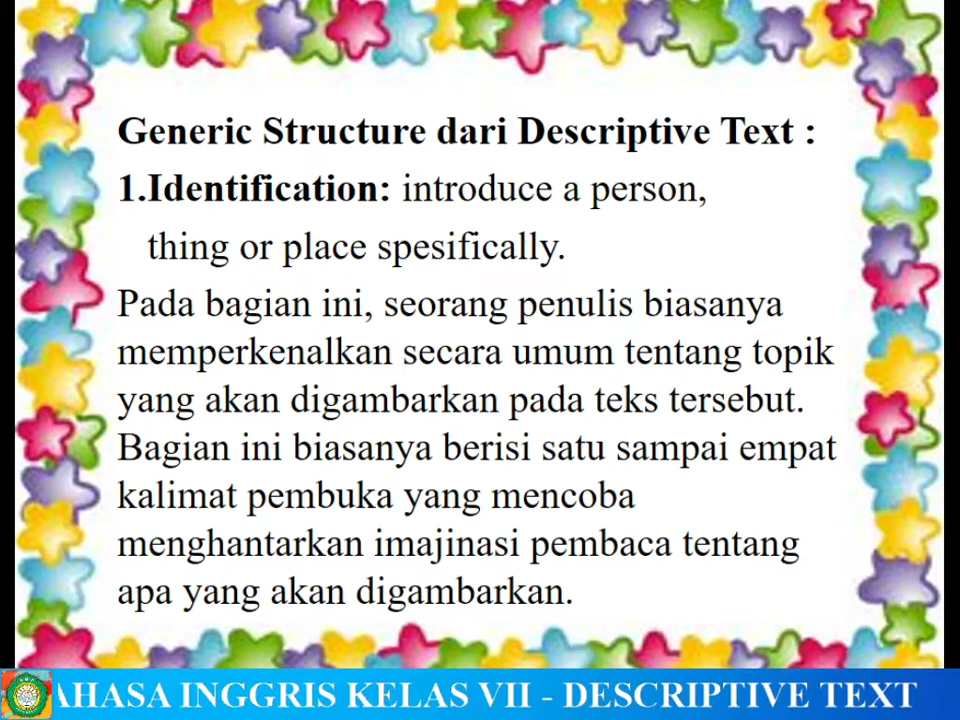 Generic Structure dari Descriptive Text :
1.Identification: introduce a person,
thing or place spesifically.
Pada bagian ini, seorang penulis biasanya
memperkenalkan secara umum tentang topik
yang akan digambarkan pada teks tersebut.
Bagian ini biasanya berisi satu sampai empat
kalimat pembuka yang mencoba
menghantarkan imajinasi pembaca tentang
apa yang akan digambarkan.
AHASA INGGRIS KELAS VII - DESCRIPTIVE TEXT